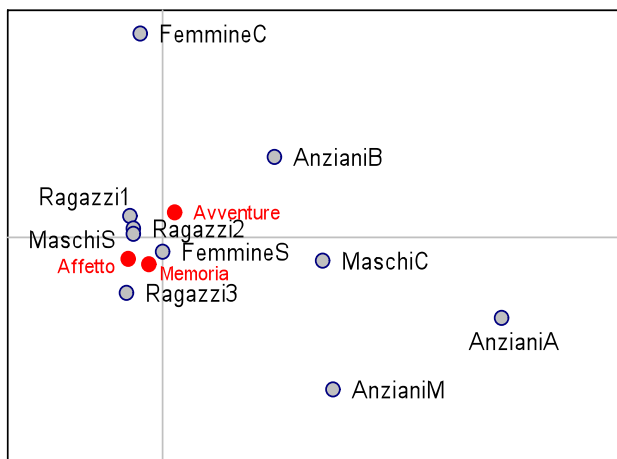 FemmineC
AnzianiB
Ragazzi1
Avventure
MaschiS
Ragazzi2
FemmineS
Affetto
Memoria
MaschiC
Ragazzi3
AnzianiA
AnzianiM